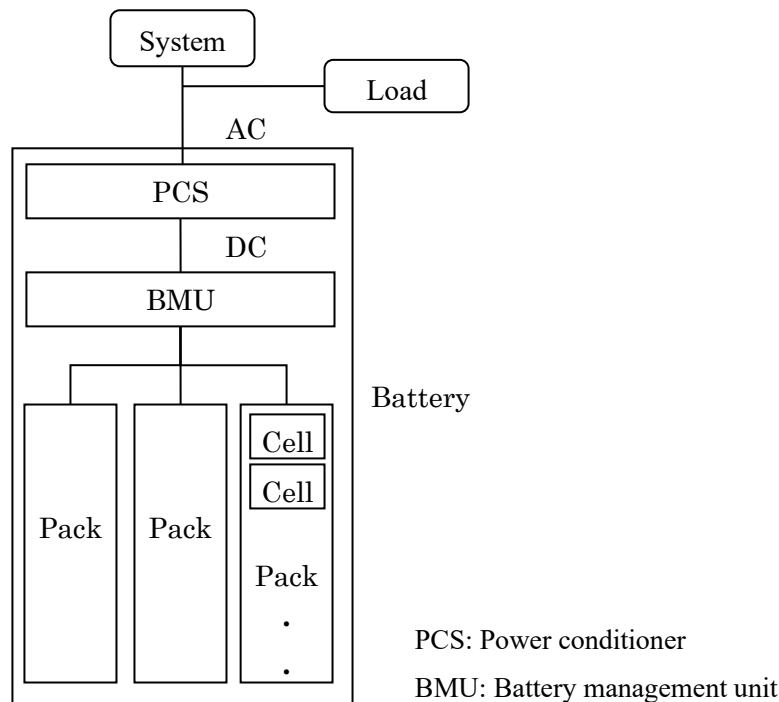 System
Load
AC
PCS
DC
BMU
Battery
Cell
Cell
Pack
Pack
Pack
.
.
PCS: Power conditioner
BMU: Battery management unit